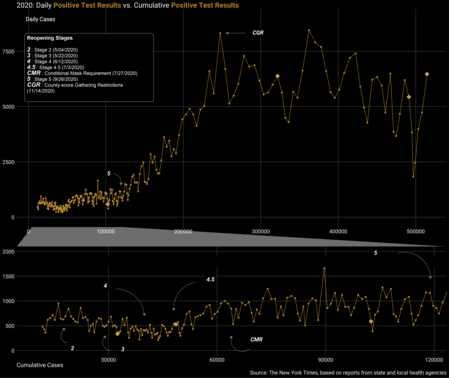 2020: Daily Positive Test Results vs. Cumulative Positive Test Results
Daily Cases
Reopening Stages
2 : Stage 2 (5/04/2020)
3 : Stage 3 (5/22/2020)
4 : Stage 4 (6/12/2020)
4.5 : Stage 4.5 (7/3/2020)
CMR : Conditional Mask Requirement (7/27/2020)
5 : Stage 5 (9/26/2020)
CGR : County-score Gathering Restrictions
(11/14/2020)
CGR
7500
5000
2500
5
0
0
100000
200000
300000
400000
500000
2000
5
1500
4
4.5
1000
500
2
3
CMR
0
30000
60000
90000
120000
Cumulative Cases
Source: The New York Times, based on reports from state and local health agencies